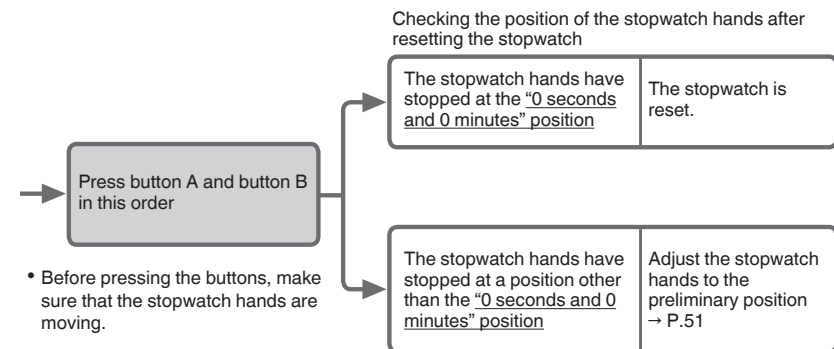 Checking the position of the stopwatch hands after
resetting the stopwatch
The stopwatch hands have
stopped at the “0 seconds
and 0 minutes” position
The stopwatch is
reset.
Press button A and button B
in this order
• Before pressing the buttons, make
sure that the stopwatch hands are
moving.
The stopwatch hands have
stopped at a position other
than the “0 seconds and 0
minutes” position
Adjust the stopwatch
hands to the
preliminary position
→ P.51